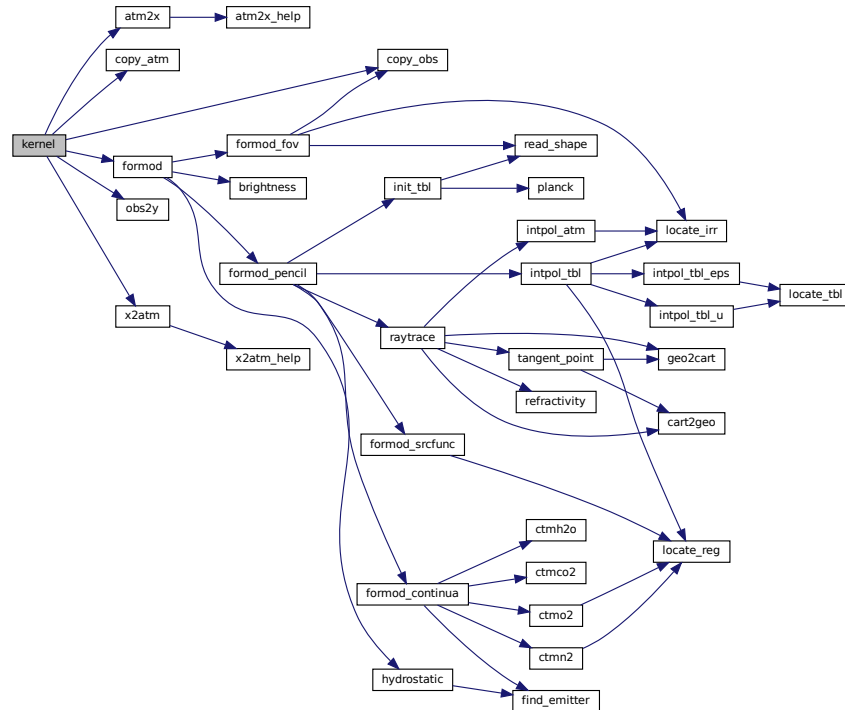 atm2x
atm2x_help
copy_atm
copy_obs
kernel
formod_fov
read_shape
formod
brightness
init_tbl
planck
obs2y
intpol_atm
locate_irr
formod_pencil
intpol_tbl
intpol_tbl_eps
locate_tbl
x2atm
intpol_tbl_u
raytrace
x2atm_help
tangent_point
geo2cart
refractivity
cart2geo
formod_srcfunc
ctmh2o
locate_reg
ctmco2
formod_continua
ctmo2
ctmn2
hydrostatic
find_emitter